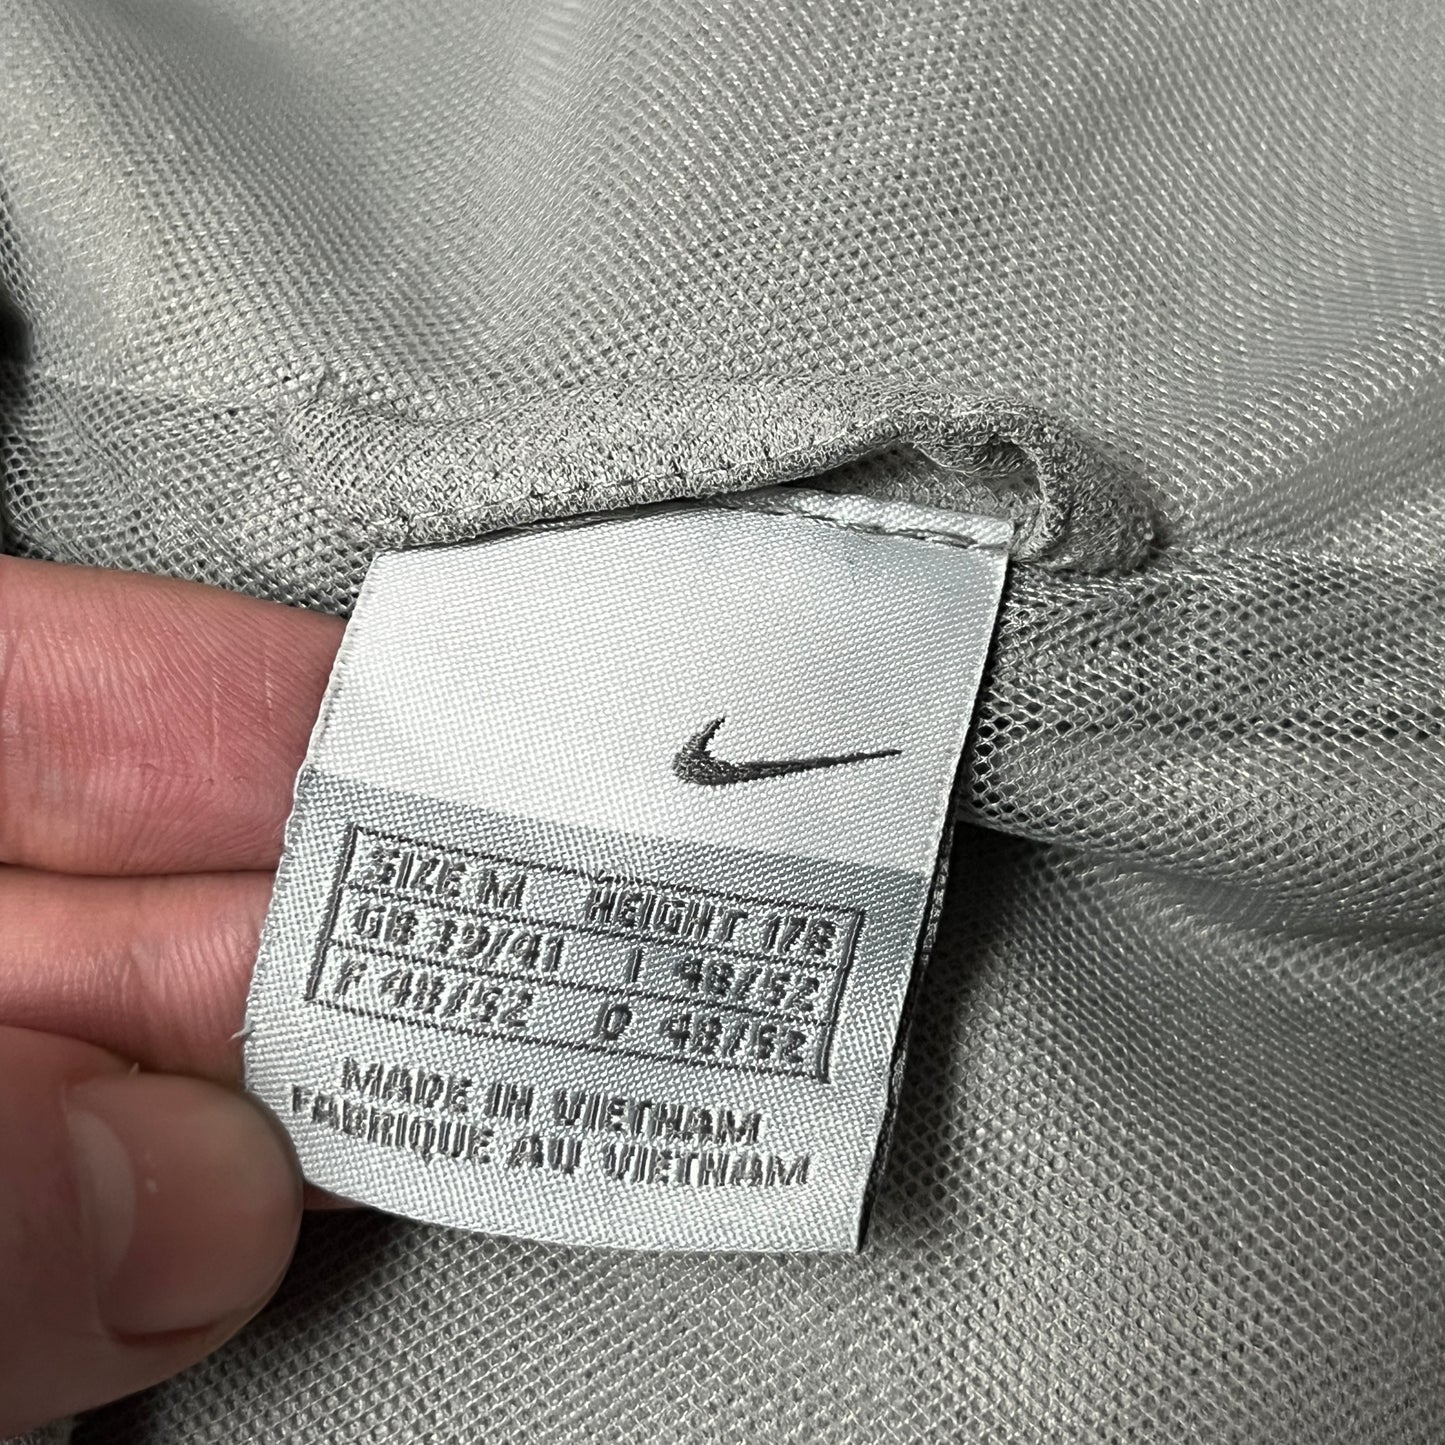 SIZE M HEIGHT 178
GB 39/41 I 48/52
F 48/52 D 48/52
MADE IN VIETNAM
FABRIQUE AU VIETNAM